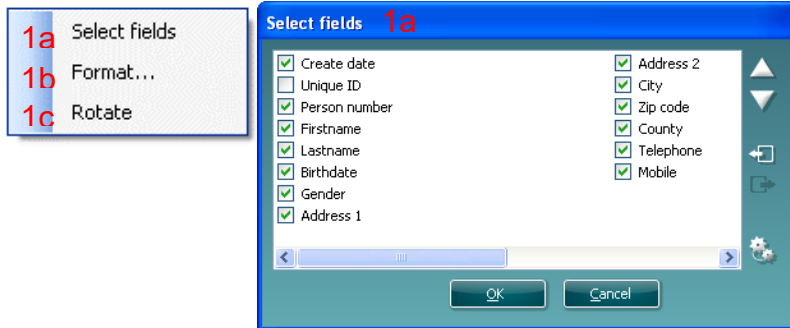 1a Select fields
1b Format...
1c Rotate
Select fields 1a
Create date
Unique ID
Person number
Firstname
Lastname
Birthdate
Gender
Address 1
Address 2
City
Zip code
County
Telephone
Mobile
OK
Cancel